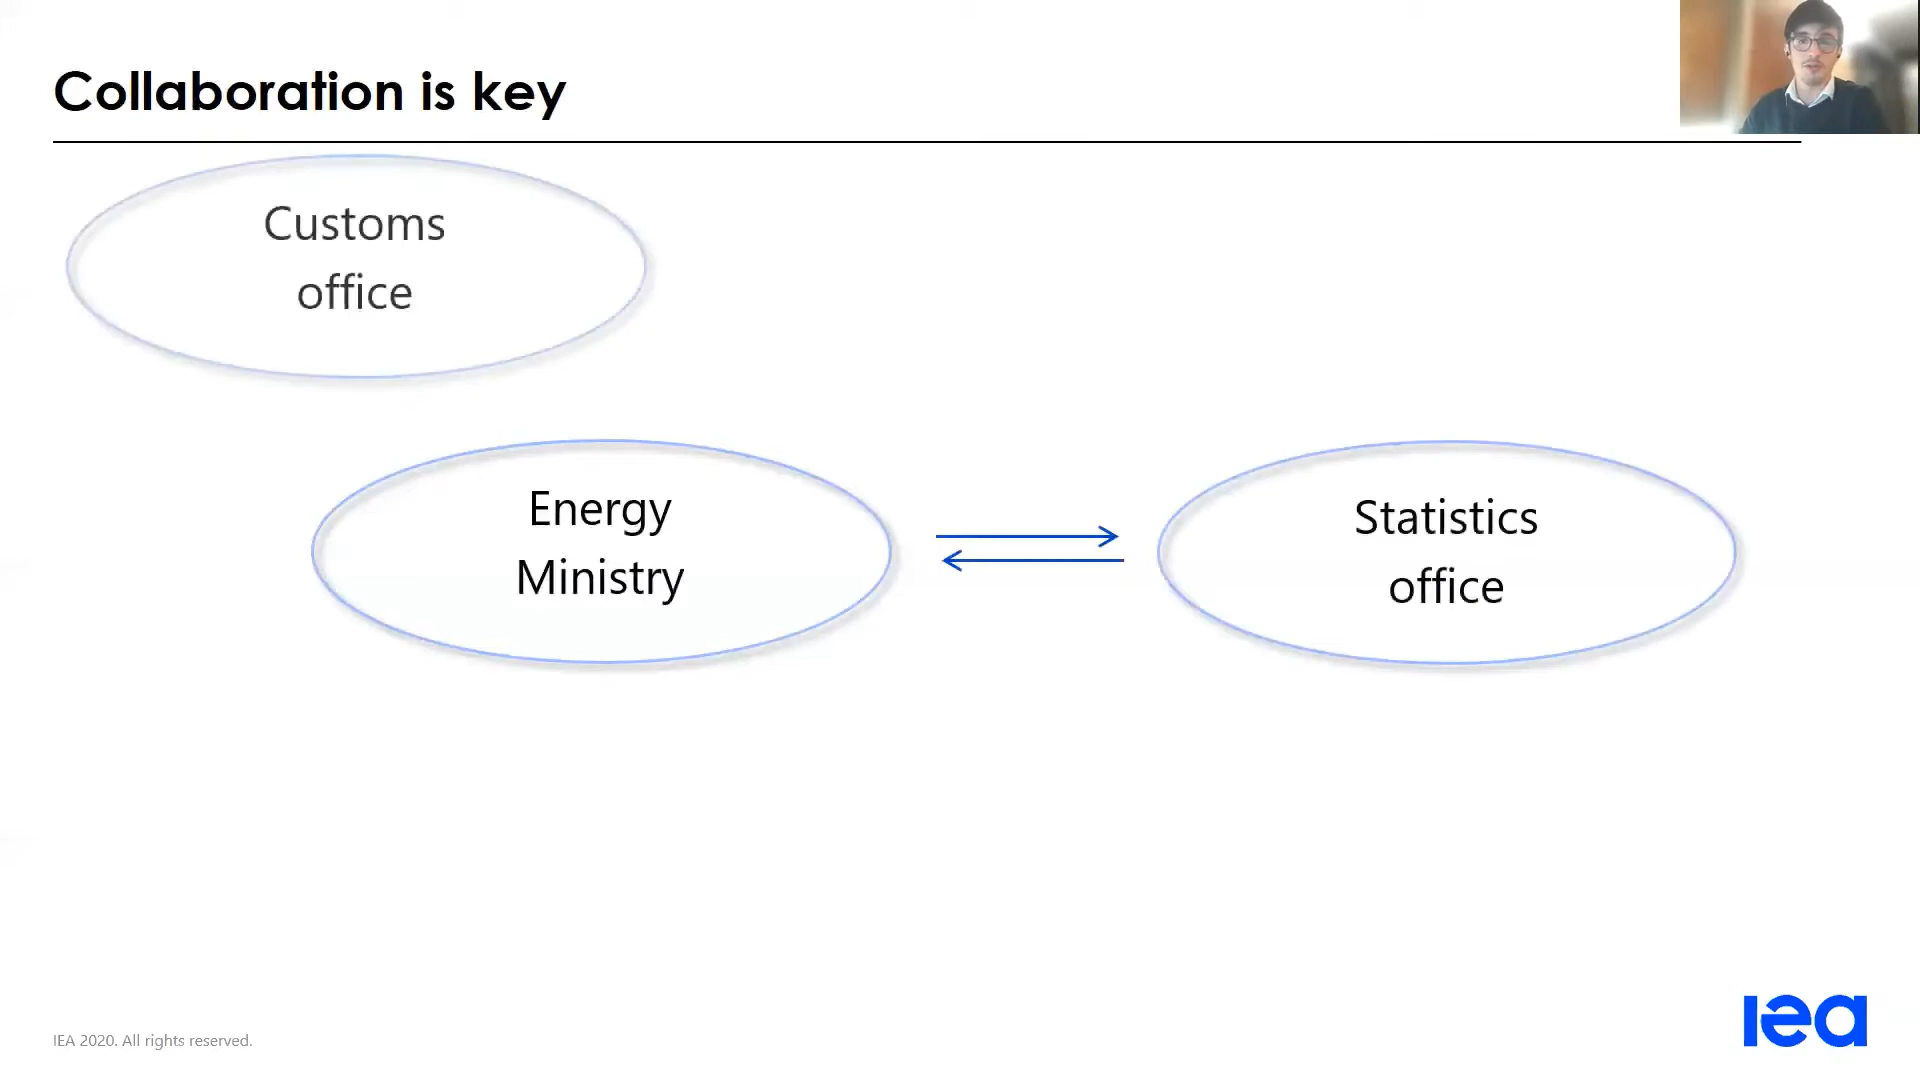 Collaboration is key
Customs
office
Energy
Ministry
Statistics
office
IEA 2020. All rights reserved.
iea